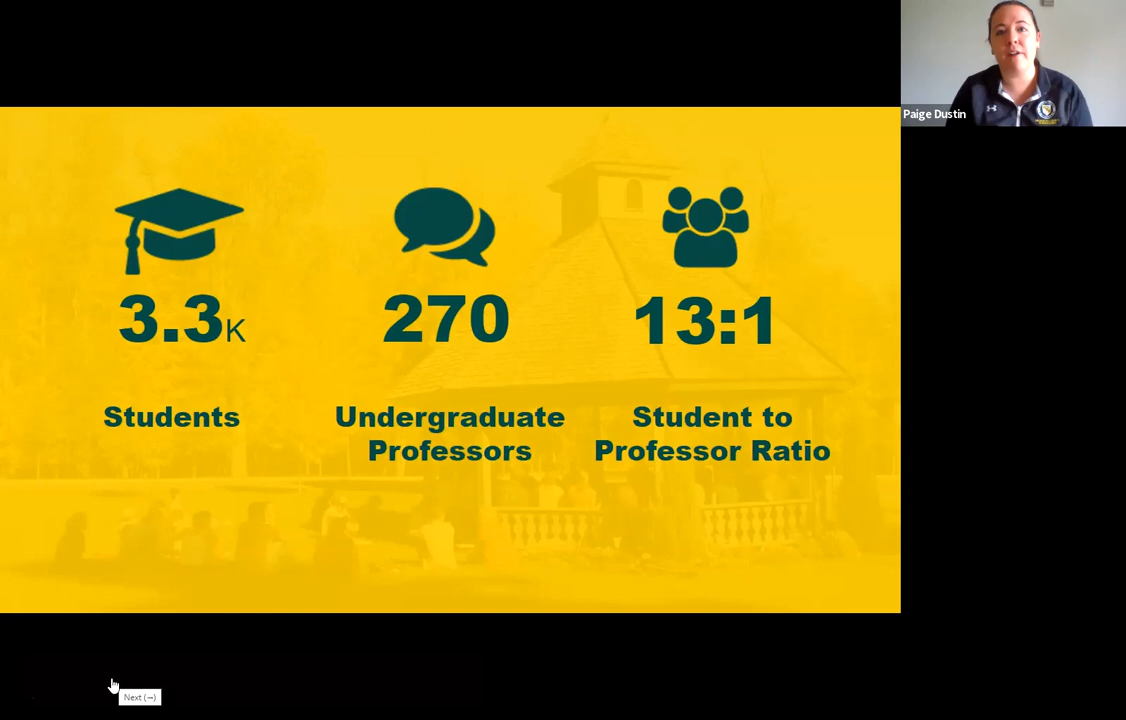 Paige Dustin
3.3K
270
13:1
Students
Undergraduate
Professors
Student to
Professor Ratio
Next (→)